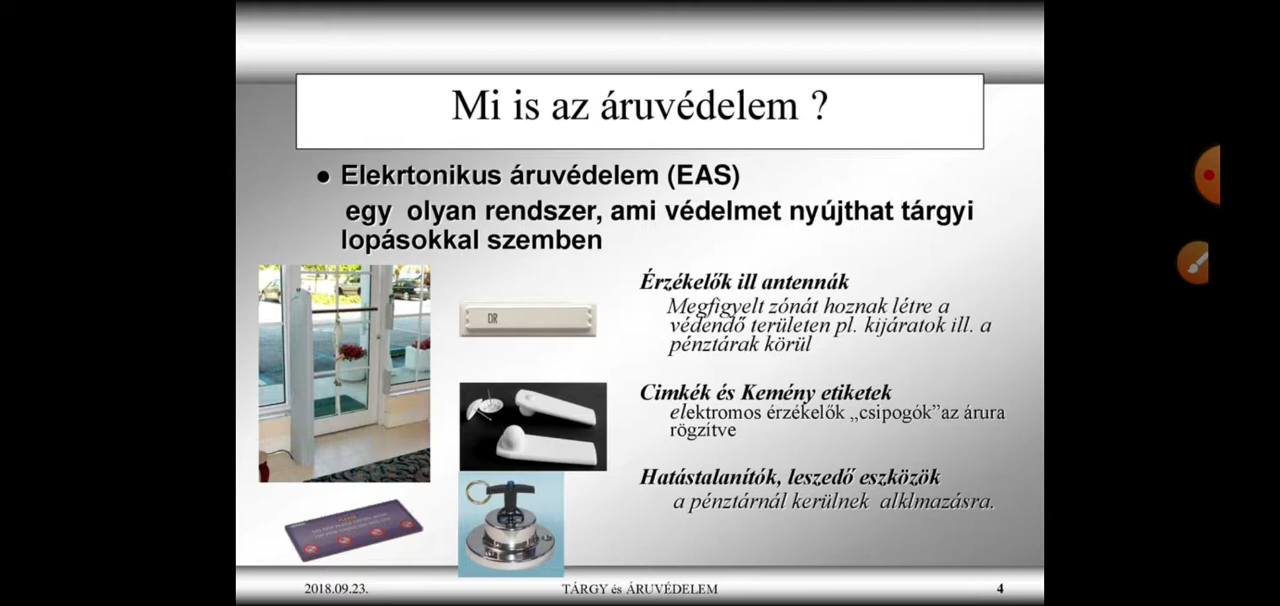 Mi is az áruvédelem ?
● Elekrtonikus áruvédelem (EAS)
egy olyan rendszer, ami védelmet nyújthat tárgyi
lopásokkal szemben
Érzékelők ill antennák
Megfigyelt zónát hoznak létre a
védendő területen pl. kijáratok ill. a
pénztárak körül
DR
Cimkék és Kemény etiketek
elektromos érzékelők „csipogók”az árura
rögzítve
Hatástalanítók, leszedő eszközök
a pénztárnál kerülnek alklmazásra.
2018.09.23.
TÁRGY és ÁRUVÉDELEM
4